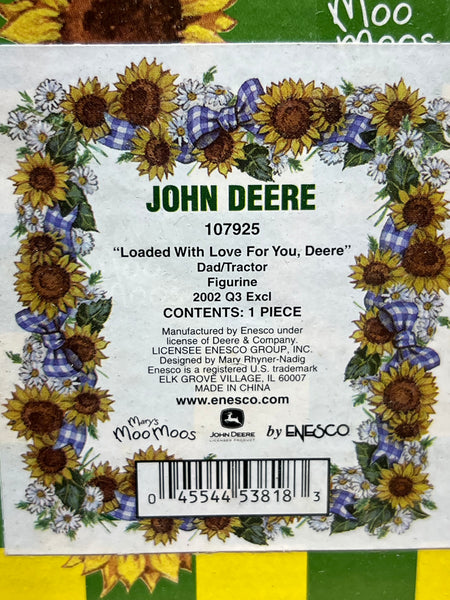 Moo
Moos
JOHN DEERE
107925
“Loaded With Love For You, Deere”
Dad/Tractor
Figurine
2002 Q3 Excl
CONTENTS: 1 PIECE
Manufactured by Enesco under
license of Deere & Company.
LICENSEE ENESCO GROUP, INC.
Designed by Mary Rhyner-Nadig
Enesco is a registered U.S. trademark
ELK GROVE VILLAGE, IL 60007
MADE IN CHINA
www.enesco.com
Mary's
MooMoos
JOHN DEERE
LICENSED PRODUCT
by ENESCO
0 45544 53818 3